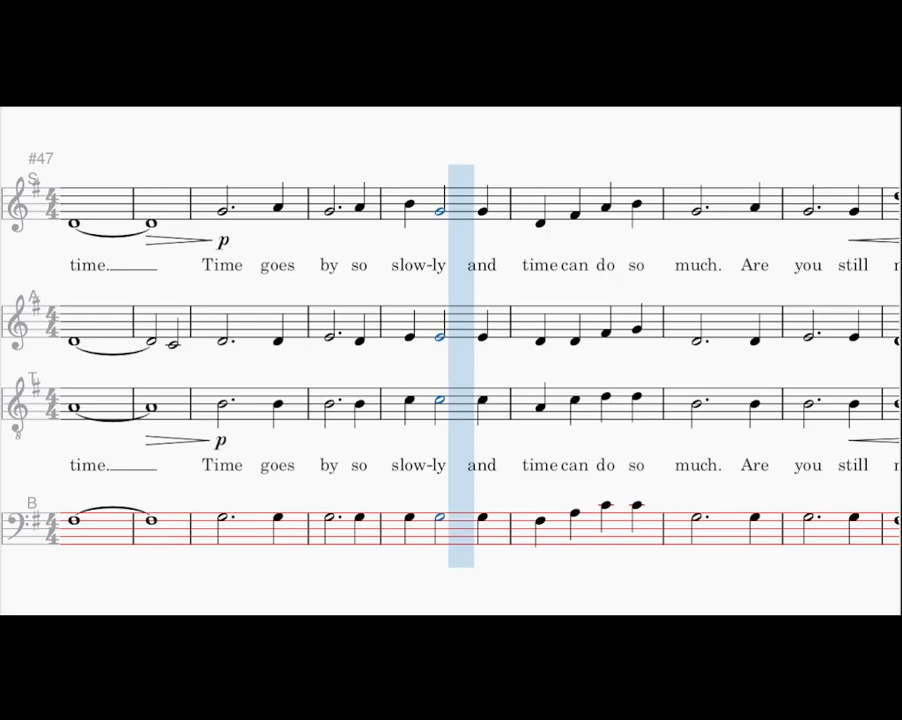 #47
S
p
time. Time goes by so slow-ly and time can do so much. Are you still
A
T
p
time. Time goes by so slow-ly and time can do so much. Are you still
B